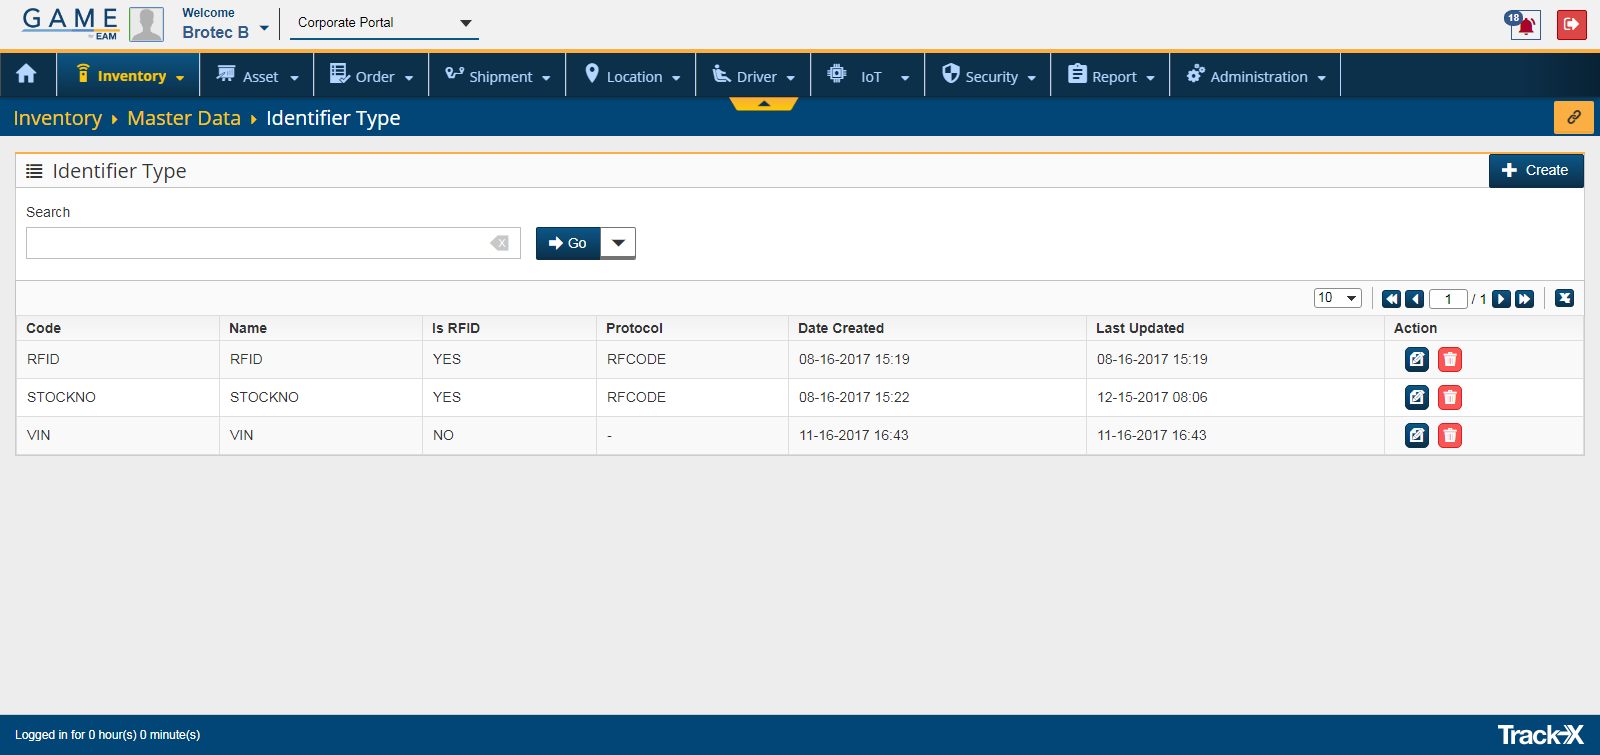 GAME
BY EAM
Welcome
Brotec B
Corporate Portal
18
Inventory
Asset
Order
Shipment
Location
Driver
IoT
Security
Report
Administration
Inventory Master Data Identifier Type
Identifier Type
Create
Search
X
Go
10
1 / 1
Code Name Is RFID Protocol Date Created Last Updated Action
RFID RFID YES RFCODE 08-16-2017 15:19 08-16-2017 15:19
STOCKNO STOCKNO YES RFCODE 08-16-2017 15:22 12-15-2017 08:06
VIN VIN NO - 11-16-2017 16:43 11-16-2017 16:43
Logged in for 0 hour(s) 0 minute(s)
Track-X